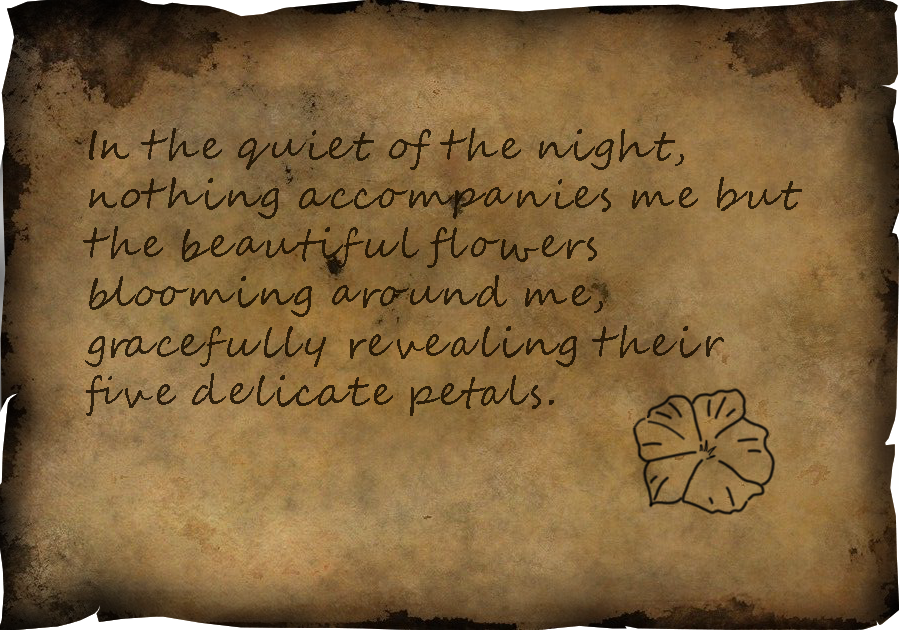 In the quiet of the night,
nothing accompanies me but
the beautiful flowers
blooming around me,
gracefully revealing their
five delicate petals.